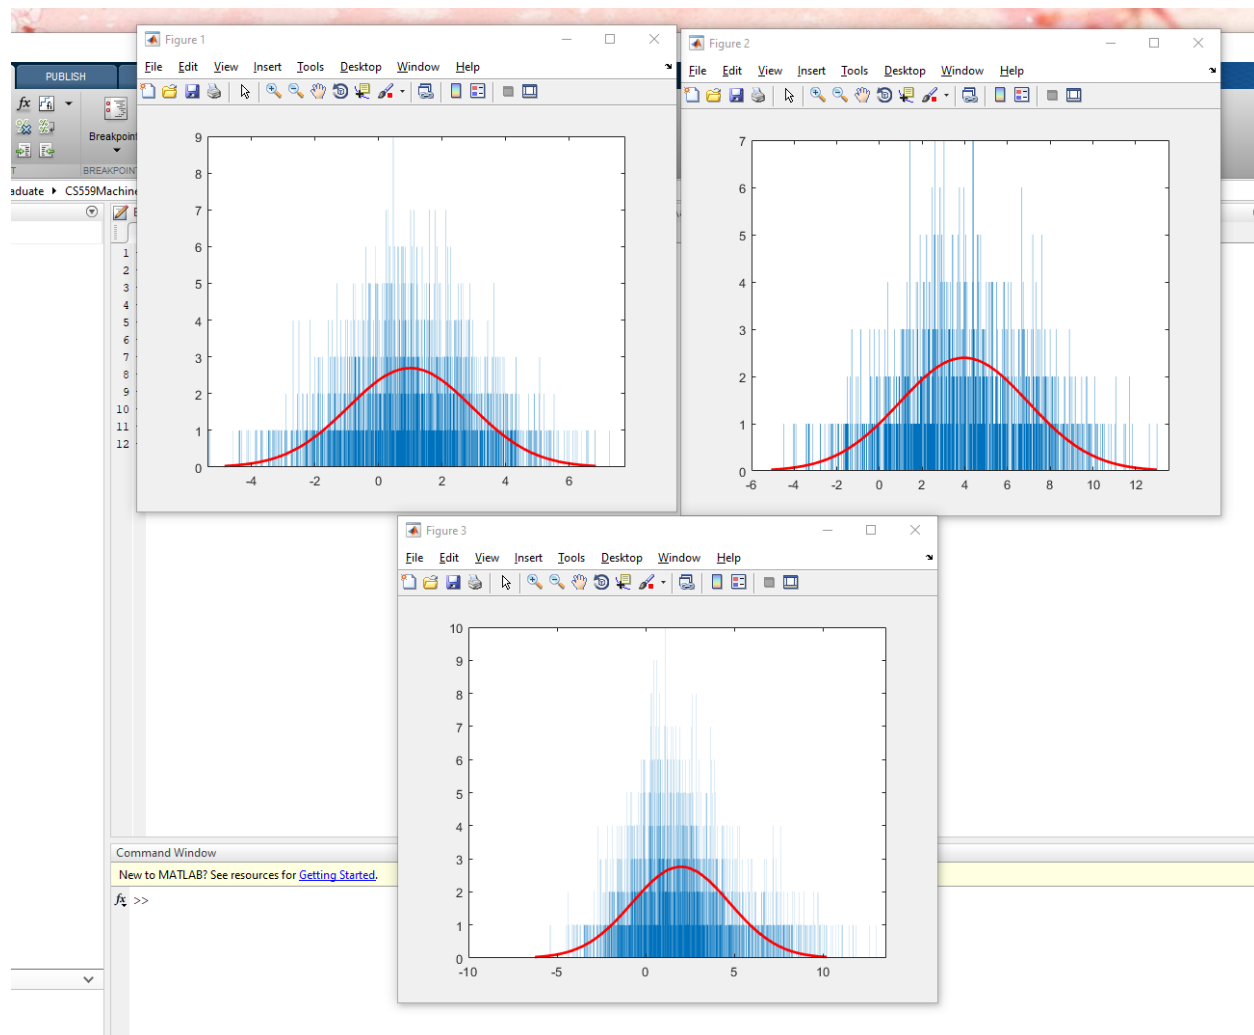 Figure 1
File Edit View Insert Tools Desktop Window Help
9
8
7
6
5
4
3
2
1
0
-4 -2 0 2 4 6
Figure 2
File Edit View Insert Tools Desktop Window Help
7
6
5
4
3
2
1
0
-6 -4 -2 0 2 4 6 8 10 12
PUBLISH
fx fi
Breakpoint
BREAKPOIN
aduate CS559Machine
1
2
3
4
5
6
7
8
9
10
11
12
Figure 3
File Edit View Insert Tools Desktop Window Help
10
9
8
7
6
5
4
3
2
1
0
-10 -5 0 5 10
Command Window
New to MATLAB? See resources for Getting Started.
fx >>